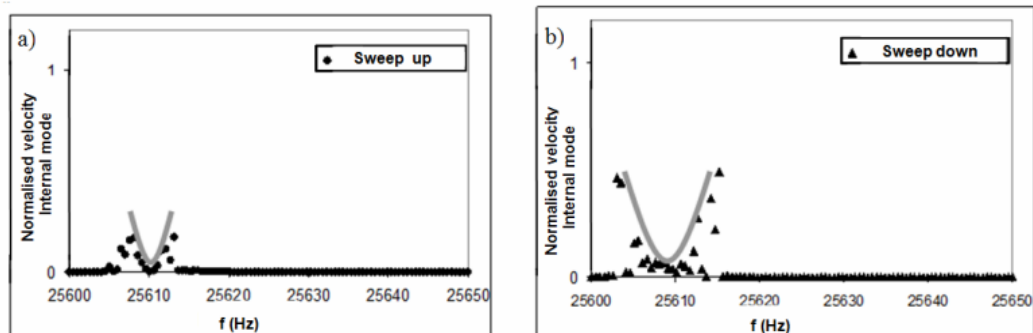 a)
Sweep up
1
Normalised velocity
Internal mode
0
25600 25610 25620 25630 25640 25650
f (Hz)
b)
Sweep down
1
Normalised velocity
Internal mode
0
25600 25610 25620 25630 25640 25650
f (Hz)